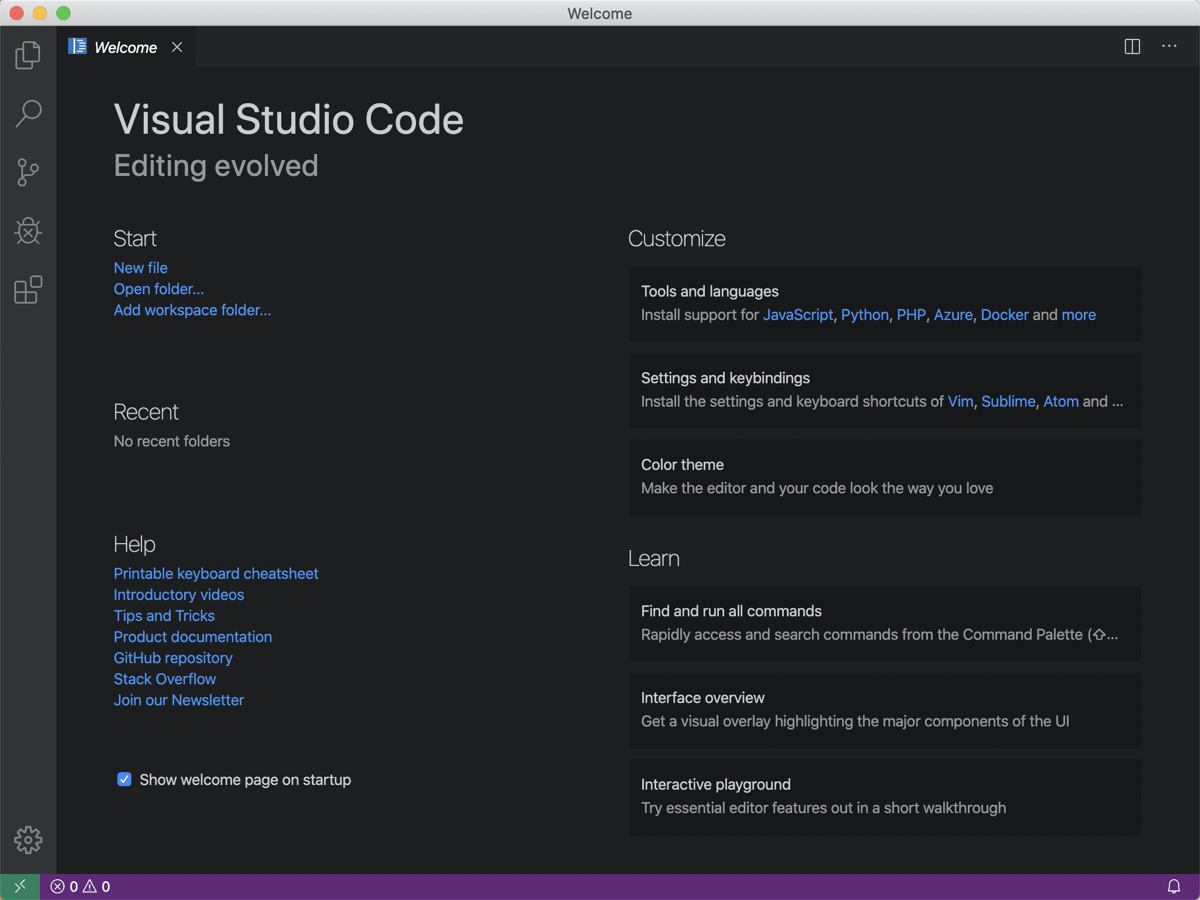 Welcome
Welcome
Visual Studio Code
Editing evolved
Start
New file
Open folder...
Add workspace folder...
Recent
No recent folders
Help
Printable keyboard cheatsheet
Introductory videos
Tips and Tricks
Product documentation
GitHub repository
Stack Overflow
Join our Newsletter
Show welcome page on startup
Customize
Tools and languages
Install support for JavaScript, Python, PHP, Azure, Docker and more
Settings and keybindings
Install the settings and keyboard shortcuts of Vim, Sublime, Atom and ...
Color theme
Make the editor and your code look the way you love
Learn
Find and run all commands
Rapidly access and search commands from the Command Palette (⇧...
Interface overview
Get a visual overlay highlighting the major components of the UI
Interactive playground
Try essential editor features out in a short walkthrough
0 0